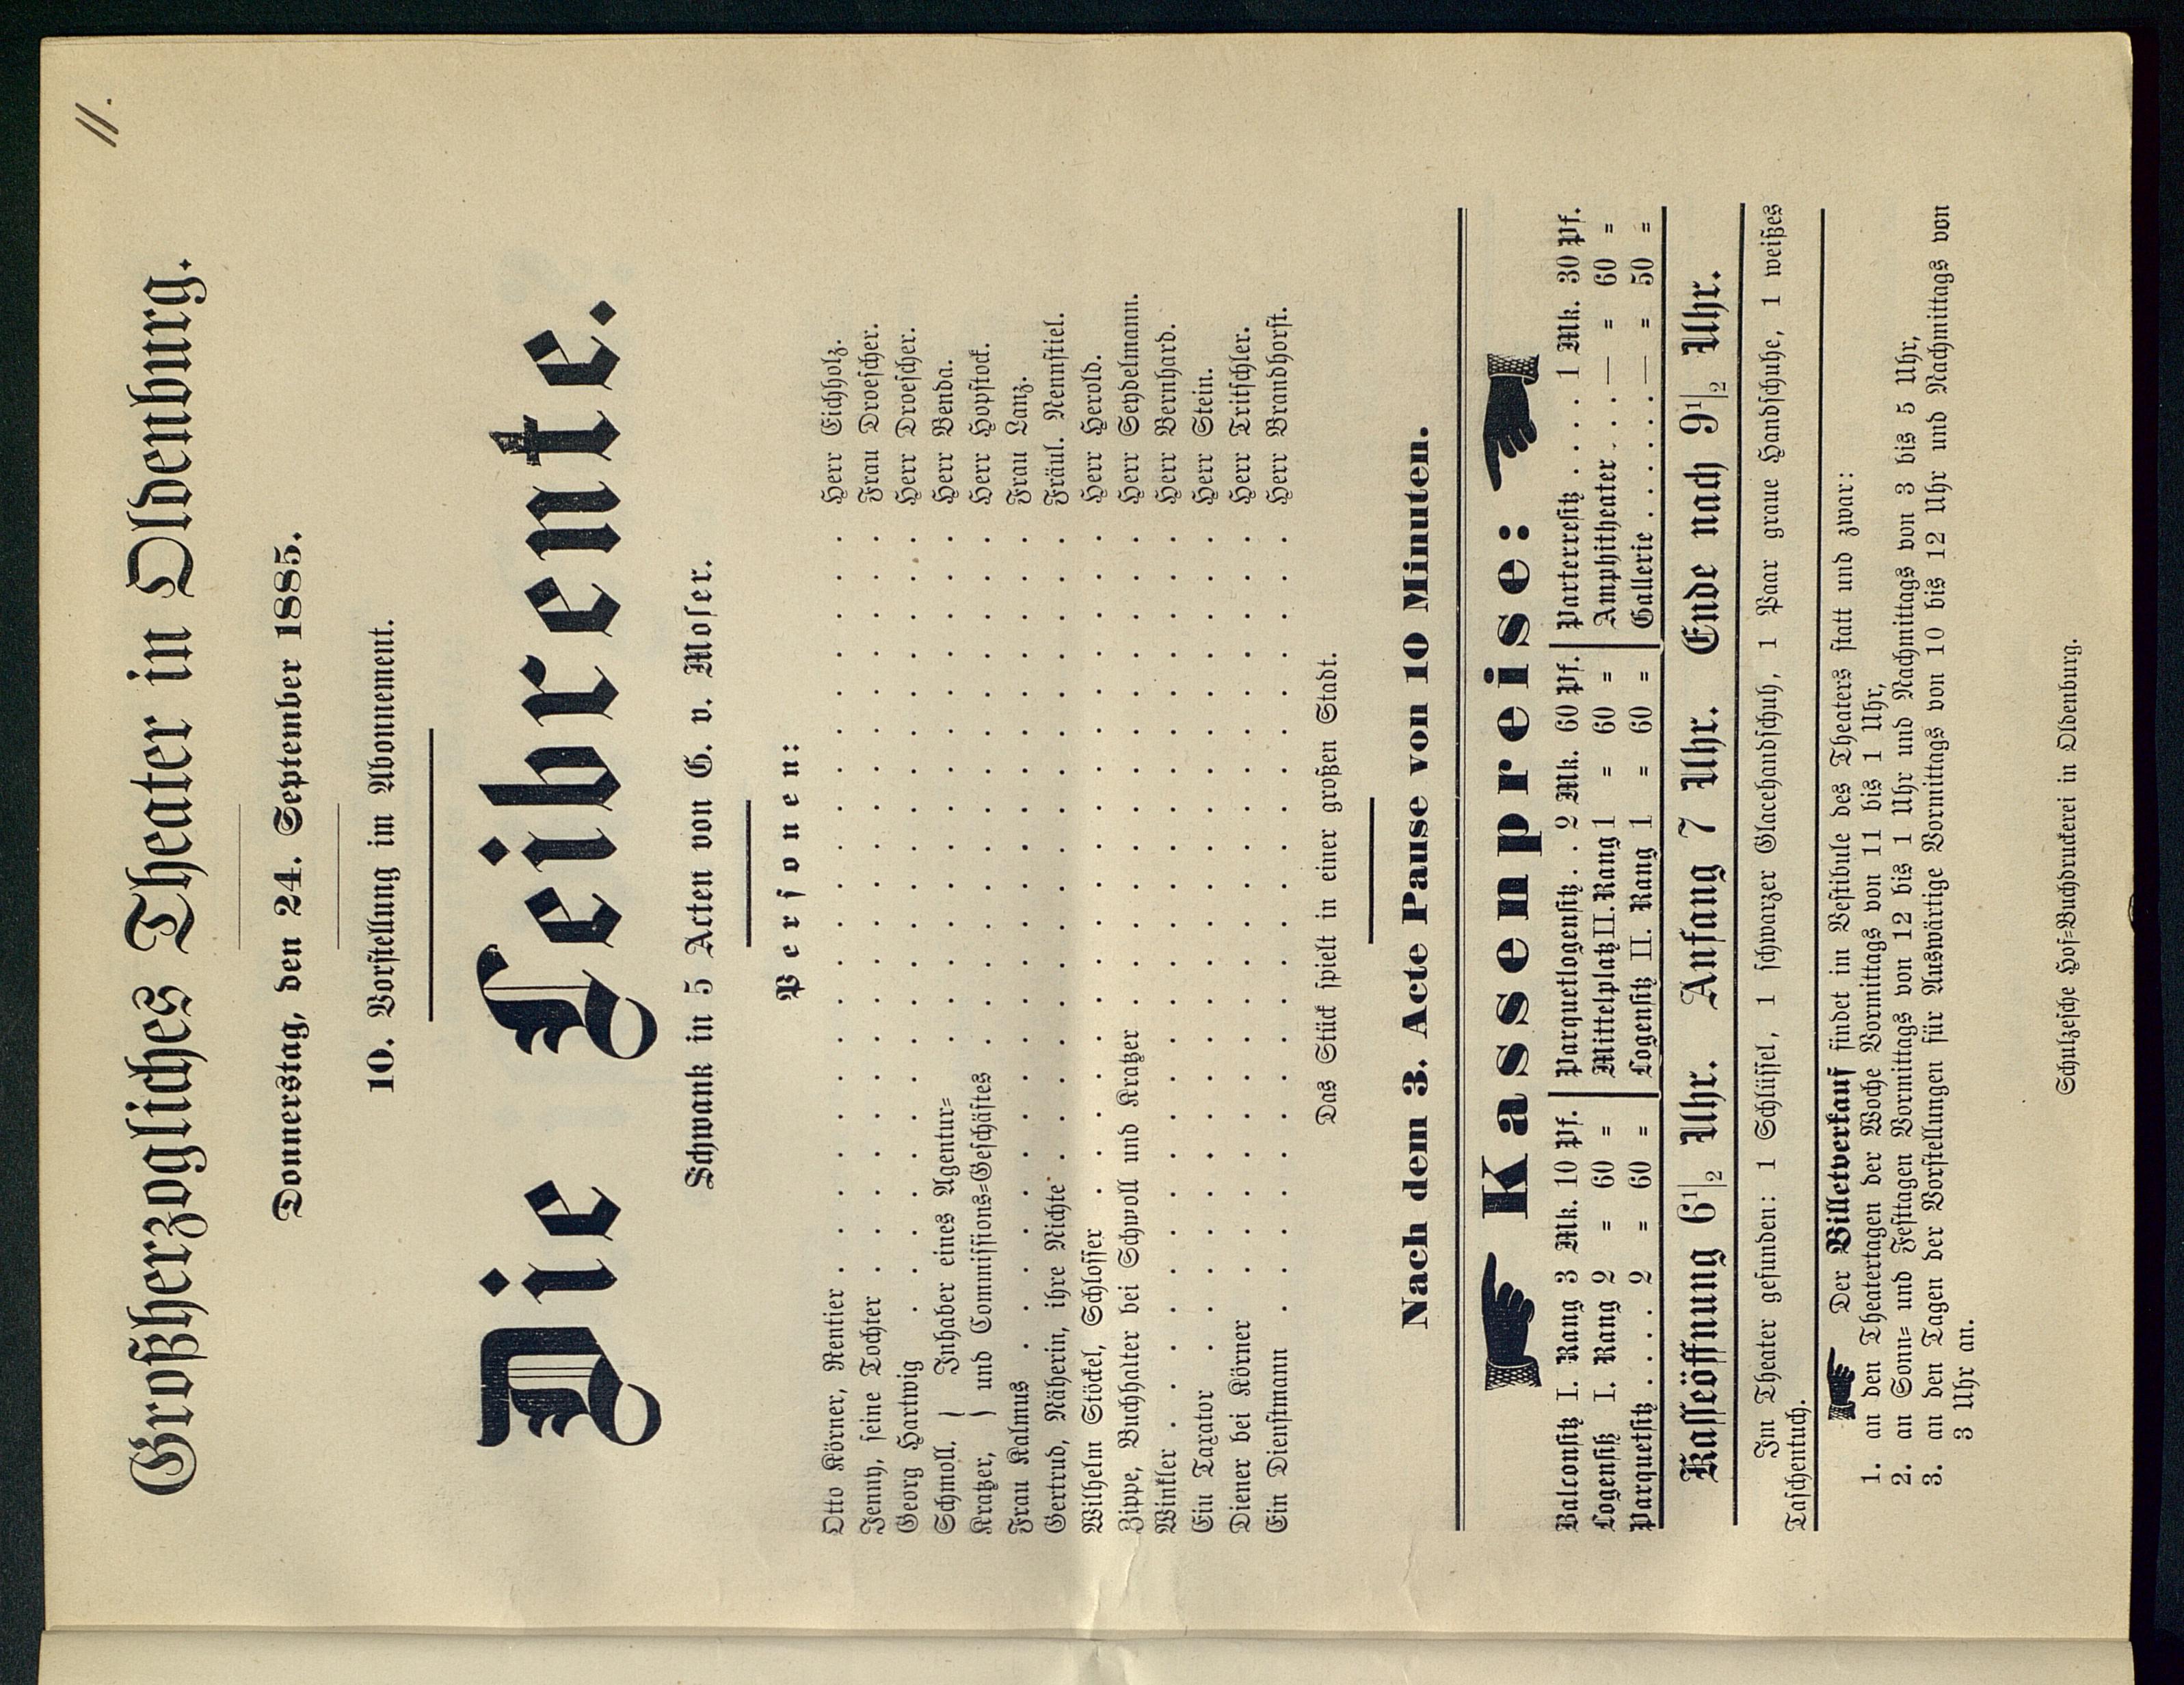 11.
Großherzogliches Theater in Oldenburg.
Donnerstag, den 24. September 1885.
10. Vorstellung im Abonnement.
Die Leibrente.
Schwank in 5 Acten von G. v. Moser.
Personen:
Otto Körner, Rentier . . . . . . . . . . . . Herr Eichholz.
Jenny, seine Tochter . . . . . . . . . . . . Frau Droescher.
Georg Hartwig . . . . . . . . . . . . Herr Droescher.
Schmoll, } Inhaber eines Agentur= . . . . . . . . . . Herr Benda.
Kratzer, } und Commissions=Geschäftes . . . . . . . . . . Herr Hopstock.
Frau Kalmus . . . . . . . . . . . . . Frau Lanz.
Gertrud, Näherin, ihre Nichte . . . . . . . . . . . Fräul. Nennstiel.
Wilhelm Stöckel, Schlosser . . . . . . . . . . . Herr Herold.
Zippe, Buchhalter bei Schmoll und Kratzer . . . . . . . . . Herr Seydelmann.
Winkler . . . . . . . . . . . . . . Herr Bernhard.
Ein Taxator . . . . . . . . . . . . . Herr Stein.
Diener bei Körner . . . . . . . . . . . . Herr Tritschler.
Ein Dienstmann . . . . . . . . . . . . Herr Brandhorst.
Das Stück spielt in einer großen Stadt.
Nach dem 3. Acte Pause von 10 Minuten.
Kassenpreise:
Balconsitz I. Rang 3 Mk. 10 Pf. | Parquetlogensitz . . 2 Mk. 60 Pf. | Parterresitz . . . . 1 Mk. 30 Pf.
Logensitz I. Rang 2 = 60 = | Mittelplatz II. Rang 1 = 60 = | Amphitheater . . . — = 60 =
Parquetsitz . . . . 2 = 60 = | Logensitz II. Rang 1 = 60 = | Gallerie . . . . . . — = 50 =
Kasseöffnung 6 1/2 Uhr. Anfang 7 Uhr. Ende nach 9 1/2 Uhr.
Im Theater gefunden: 1 Schlüssel, 1 schwarzer Glaceehandschuh, 1 Paar graue Handschuhe, 1 weißes
Taschentuch.
Der Billetverkauf findet im Vestibule des Theaters statt und zwar:
1. an den Theatertagen der Woche Vormittags von 11 bis 1 Uhr,
2. an Sonn= und Festtagen Vormittags von 12 bis 1 Uhr und Nachmittags von 3 bis 5 Uhr,
3. an den Tagen der Vorstellungen für Auswärtige Vormittags von 10 bis 12 Uhr und Nachmittags von
3 Uhr an.
Schulzesche Hof=Buchdruckerei in Oldenburg.